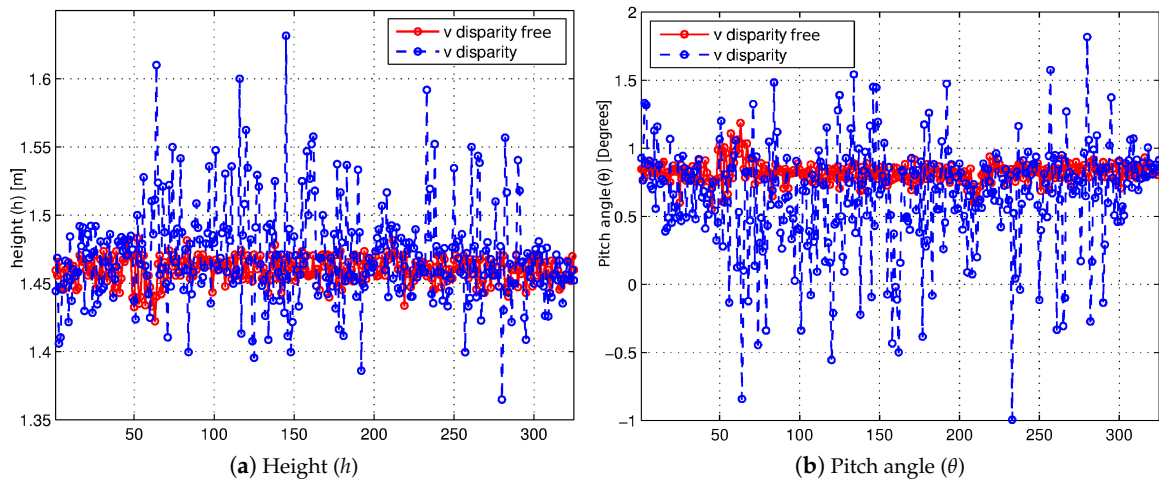 height (h) [m]
1.6
1.55
1.5
1.45
1.4
1.35
50 100 150 200 250 300
v disparity free
v disparity
(a) Height (h)
Pitch angle (θ) [Degrees]
2
1.5
1
0.5
0
−0.5
−1
50 100 150 200 250 300
v disparity free
v disparity
(b) Pitch angle (θ)